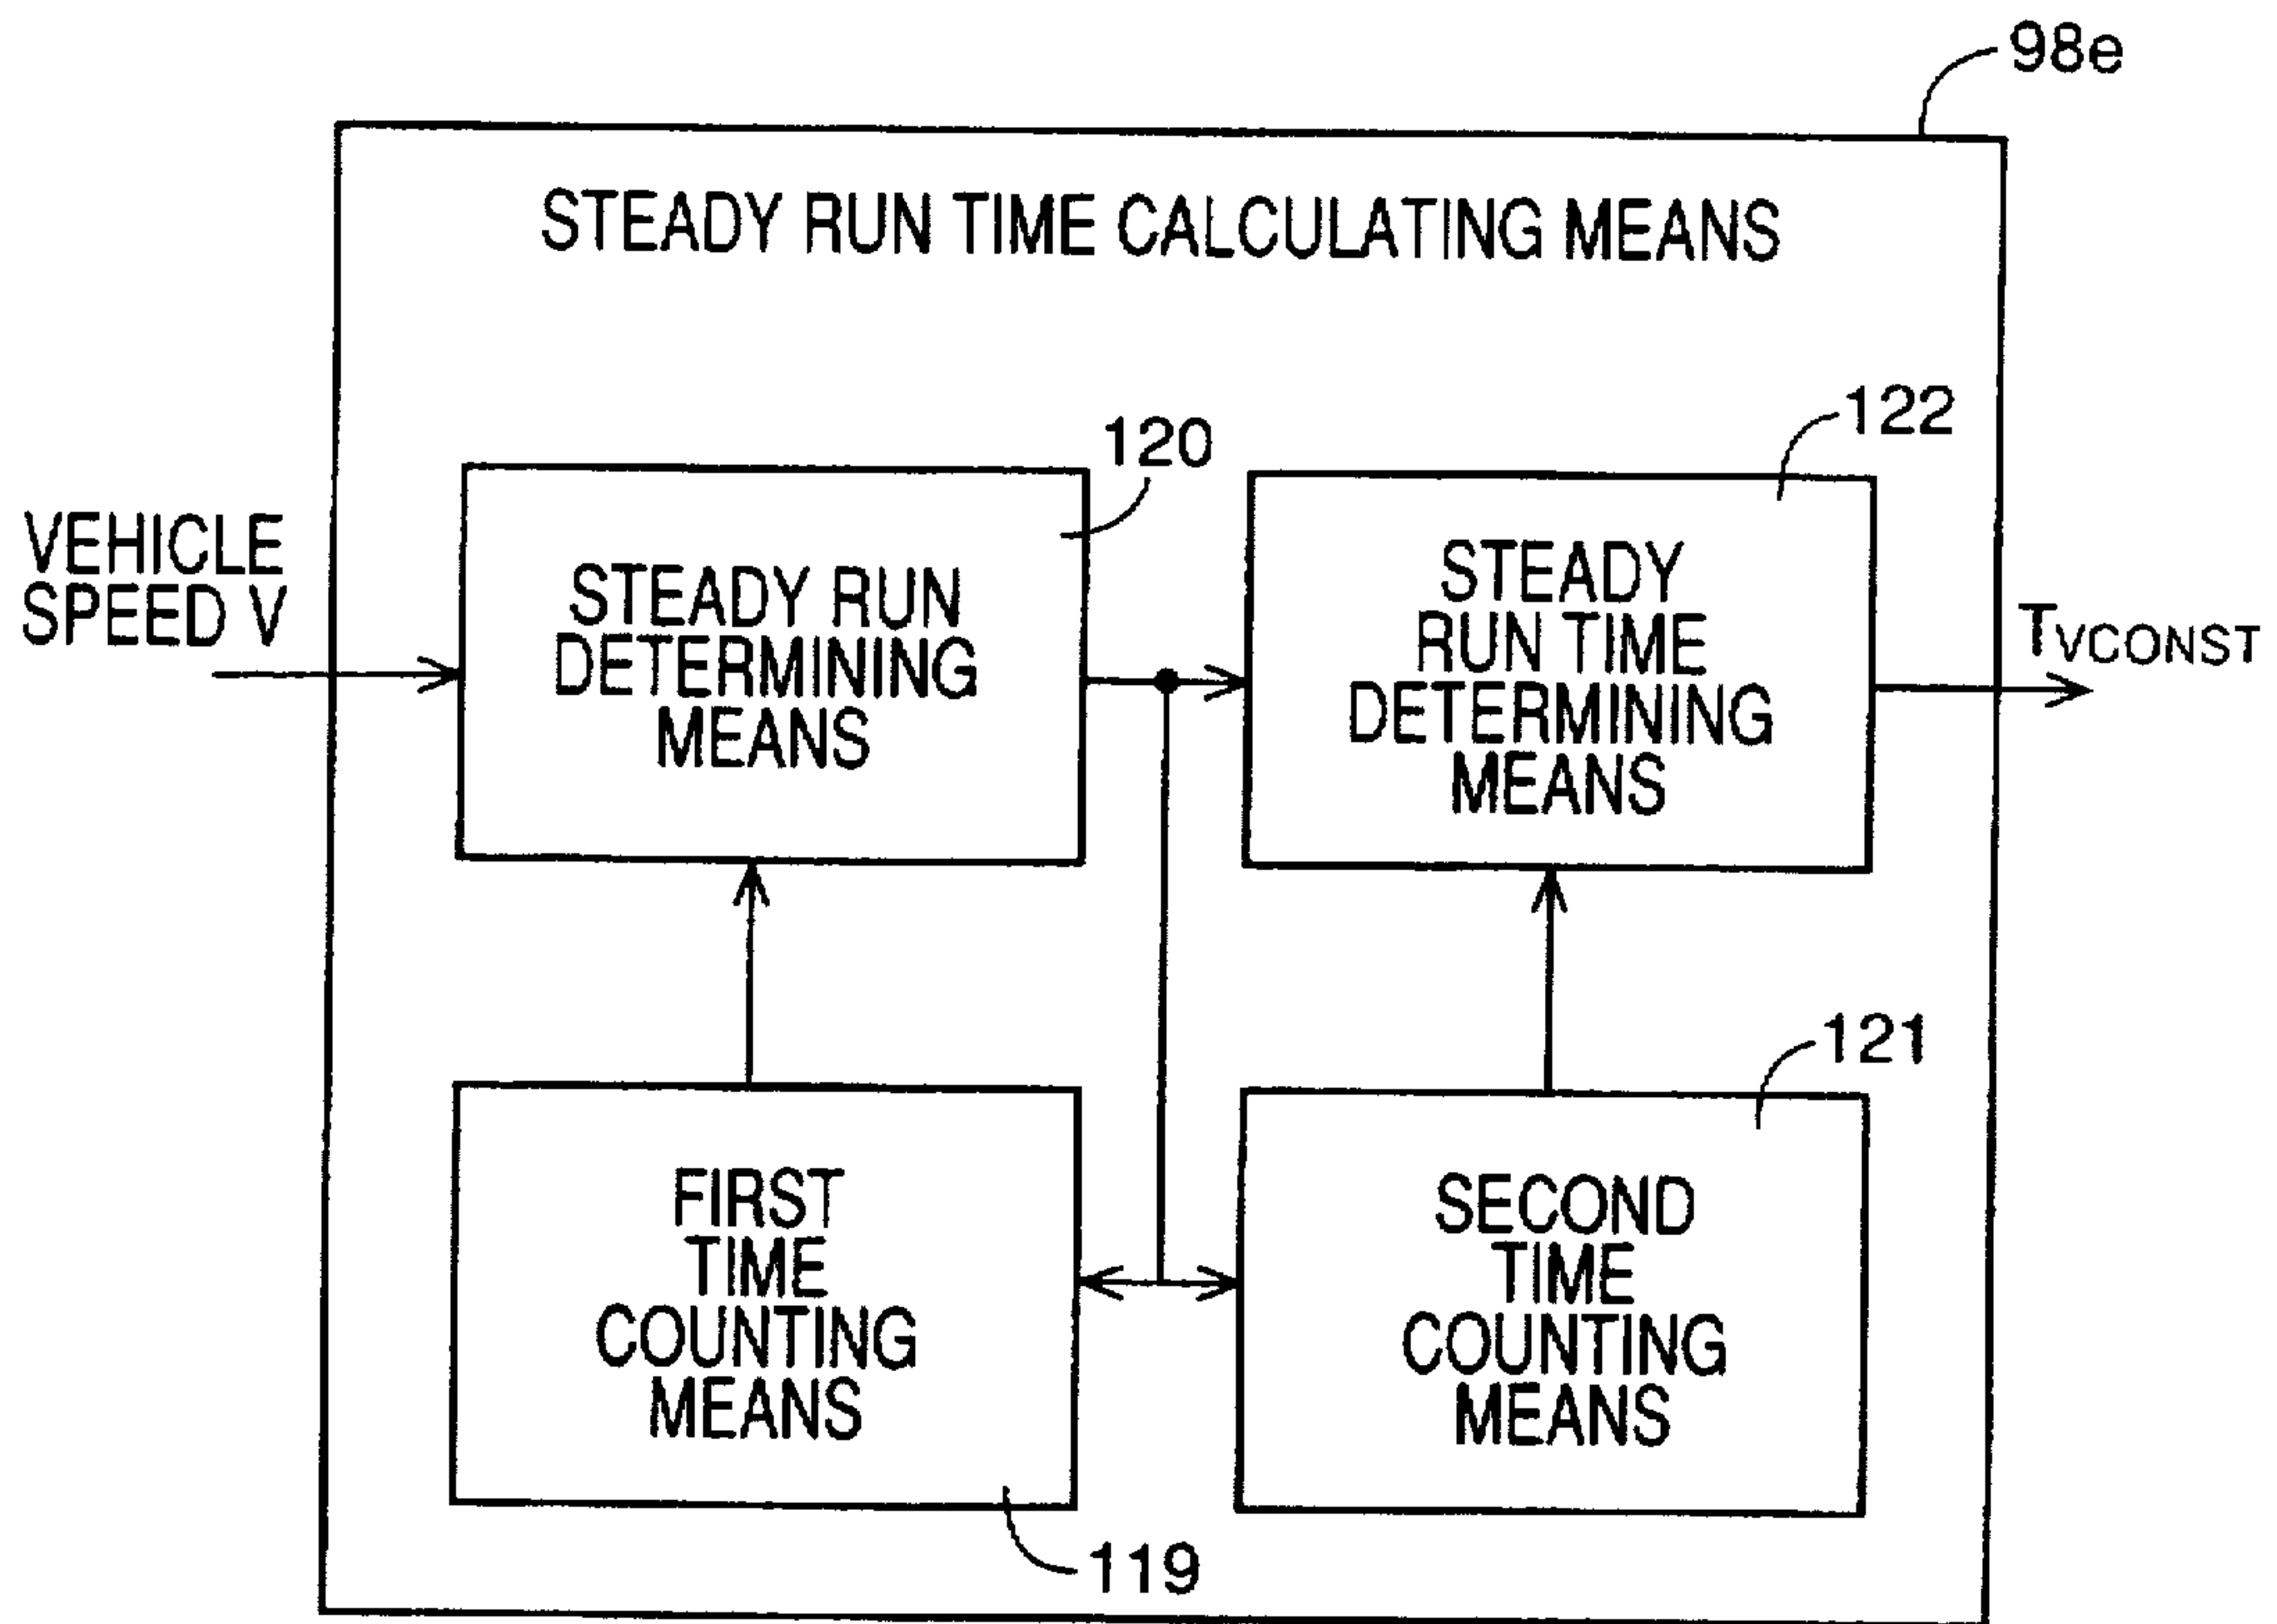 98e
STEADY RUN TIME CALCULATING MEANS
120
122
VEHICLE
SPEED V
STEADY RUN
DETERMINING
MEANS
STEADY
RUN TIME
DETERMINING
MEANS
TVCONST
121
FIRST
TIME
COUNTING
MEANS
SECOND
TIME
COUNTING
MEANS
119